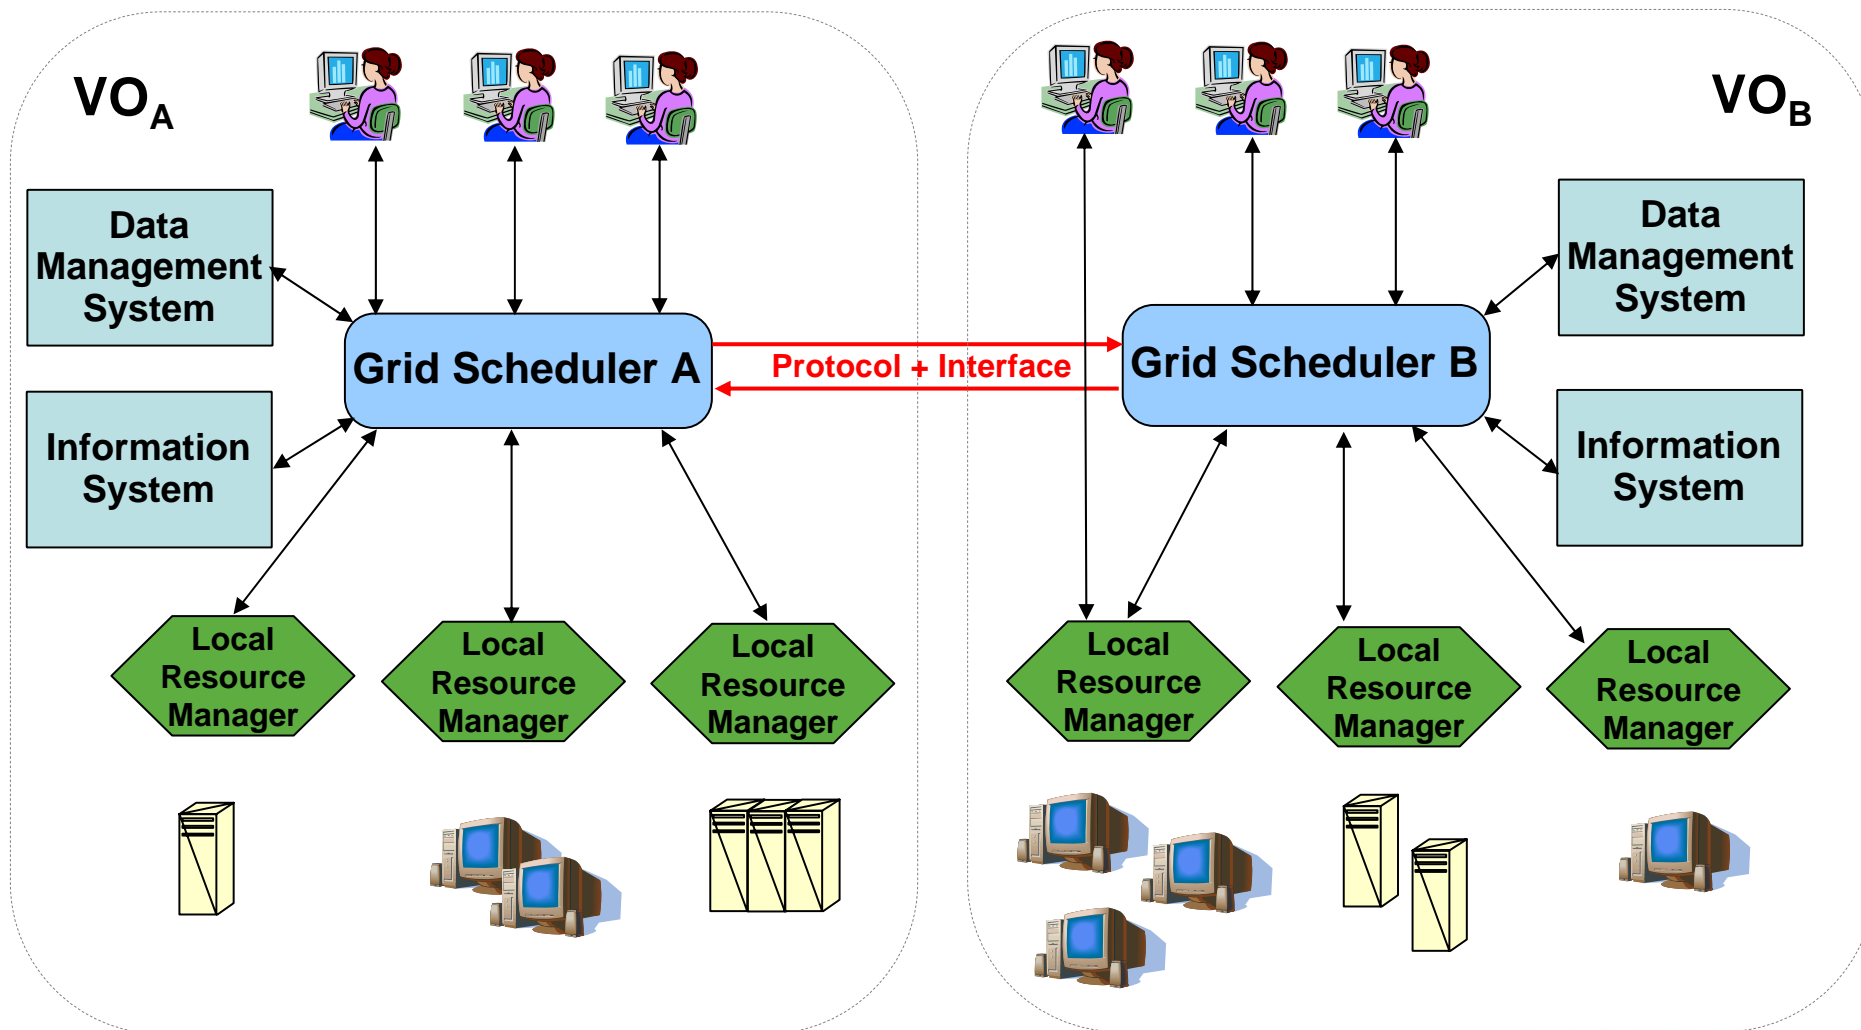 VOA
VOB
Data
Management
System
Data
Management
System
Grid Scheduler A
Protocol + Interface
Grid Scheduler B
Information
System
Information
System
Local
Resource
Manager
Local
Resource
Manager
Local
Resource
Manager
Local
Resource
Manager
Local
Resource
Manager
Local
Resource
Manager